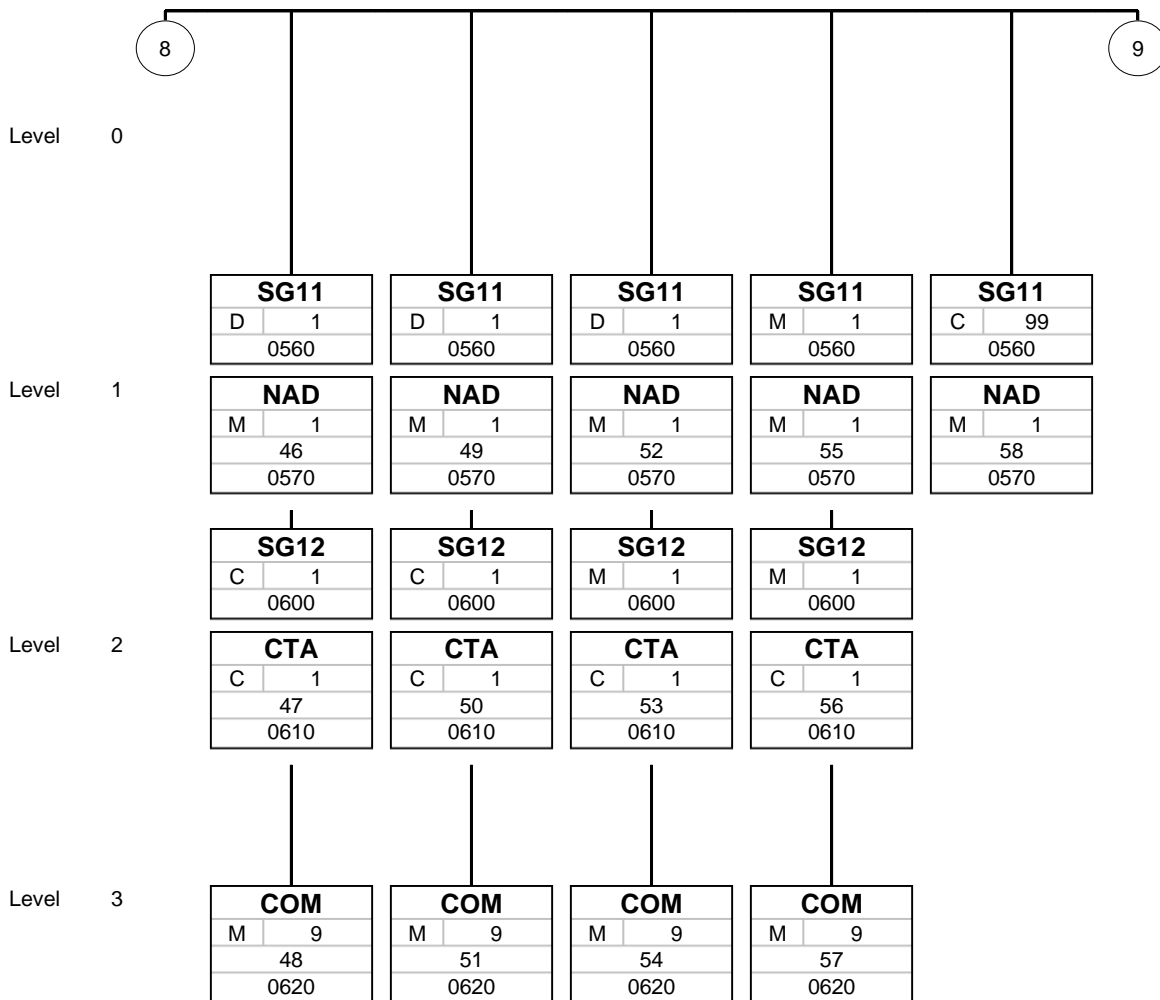 8 9
Level 0
SG11 SG11 SG11 SG11 SG11
D 1 D 1 D 1 M 1 C 99
0560 0560 0560 0560 0560
Level 1
NAD NAD NAD NAD NAD
M 1 M 1 M 1 M 1 M 1
46 49 52 55 58
0570 0570 0570 0570 0570
SG12 SG12 SG12 SG12
C 1 C 1 M 1 M 1
0600 0600 0600 0600
Level 2
CTA CTA CTA CTA
C 1 C 1 C 1 C 1
47 50 53 56
0610 0610 0610 0610
Level 3
COM COM COM COM
M 9 M 9 M 9 M 9
48 51 54 57
0620 0620 0620 0620